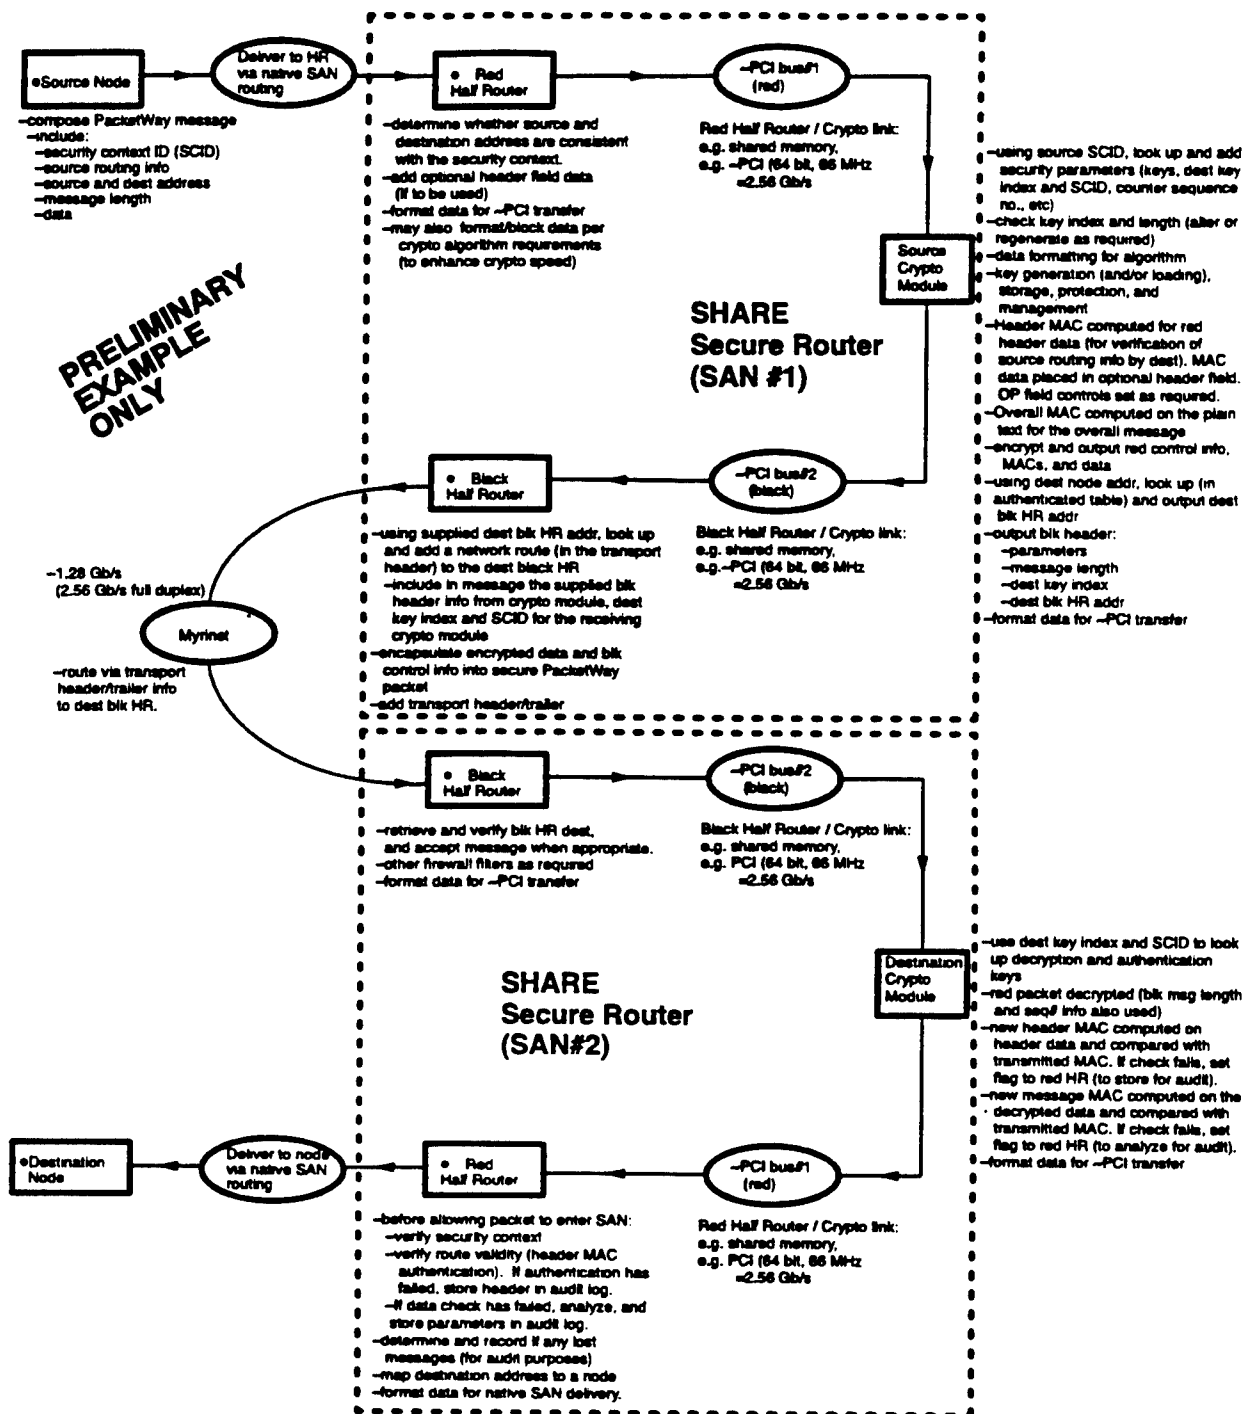 ●Source Node
Deliver to HR
via native SAN
routing
● Red
Half Router
~PCI bus#1
(red)
–compose PacketWay message
–include:
–security context ID (SCID)
–source routing info
–source and dest address
–message length
–data
–determine whether source and
destination address are consistent
with the security context.
–add optional header field data
(if to be used)
–format data for ~PCI transfer
–may also format/block data per
crypto algorithm requirements
(to enhance crypto speed)
Red Half Router / Crypto link:
e.g. shared memory,
e.g. ~PCI (64 bit, 66 MHz
=2.56 Gb/s
Source
Crypto
Module
–using source SCID, look up and add
security parameters (keys, dest key
index and SCID, counter sequence
no., etc)
–check key index and length (alter or
regenerate as required)
–data formatting for algorithm
–key generation (and/or loading),
storage, protection, and
management
–Header MAC computed for red
header data (for verification of
source routing info by dest). MAC
data placed in optional header field.
OP field controls set as required.
–Overall MAC computed on the plain
text for the overall message
–encrypt and output red control info,
MACs, and data
–using dest node addr, look up (in
authenticated table) and output dest
blk HR addr
–output blk header:
–parameters
–message length
–dest key index
–dest blk HR addr
–format data for ~PCI transfer
PRELIMINARY
EXAMPLE
ONLY
SHARE
Secure Router
(SAN #1)
● Black
Half Router
~PCI bus#2
(black)
–using supplied dest blk HR addr, look up
and add a network route (in the transport
header) to the dest black HR
–include in message the supplied blk
header info from crypto module, dest
key index and SCID for the receiving
crypto module
–encapsulate encrypted data and blk
control info into secure PacketWay
packet
–add transport header/trailer
Black Half Router / Crypto link:
e.g. shared memory,
e.g.~PCI (64 bit, 66 MHz
=2.56 Gb/s
~1.28 Gb/s
(2.56 Gb/s full duplex)
Myrinet
–route via transport
header/trailer info
to dest blk HR.
● Black
Half Router
~PCI bus#2
(black)
–retrieve and verify blk HR dest,
and accept message when appropriate.
–other firewall filters as required
–format data for ~PCI transfer
Black Half Router / Crypto link:
e.g. shared memory,
e.g. PCI (64 bit, 66 MHz
=2.56 Gb/s
Destination
Crypto
Module
–use dest key index and SCID to look
up decryption and authentication
keys
–red packet decrypted (blk msg length
and seq# info also used)
–new header MAC computed on
header data and compared with
transmitted MAC. If check fails, set
flag to red HR (to store for audit).
–new message MAC computed on the
decrypted data and compared with
transmitted MAC. If check fails, set
flag to red HR (to analyze for audit).
–format data for ~PCI transfer
SHARE
Secure Router
(SAN#2)
●Destination
Node
Deliver to node
via native SAN
routing
● Red
Half Router
~PCI bus#1
(red)
–before allowing packet to enter SAN:
–verify security context
–verify route validity (header MAC
authentication). If authentication has
failed, store header in audit log.
–If data check has failed, analyze, and
store parameters in audit log.
–determine and record if any lost
messages (for audit purposes)
–map destination address to a node
–format data for native SAN delivery.
Red Half Router / Crypto link:
e.g. shared memory,
e.g. PCI (64 bit, 66 MHz
=2.56 Gb/s